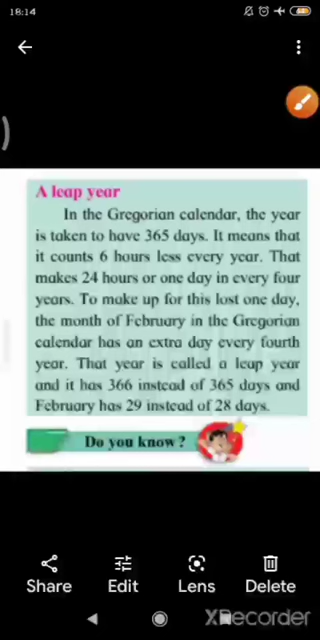 18:14
A leap year
In the Gregorian calendar, the year
is taken to have 365 days. It means that
it counts 6 hours less every year. That
makes 24 hours or one day in every four
years. To make up for this lost one day,
the month of February in the Gregorian
calendar has an extra day every fourth
year. That year is called a leap year
and it has 366 instead of 365 days and
February has 29 instead of 28 days.
Do you know?
Share Edit Lens Delete
XRecorder